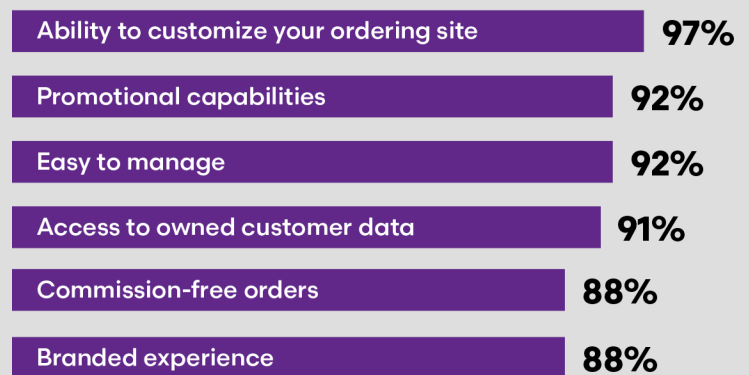 Ability to customize your ordering site 97%
Promotional capabilities 92%
Easy to manage 92%
Access to owned customer data 91%
Commission-free orders 88%
Branded experience 88%